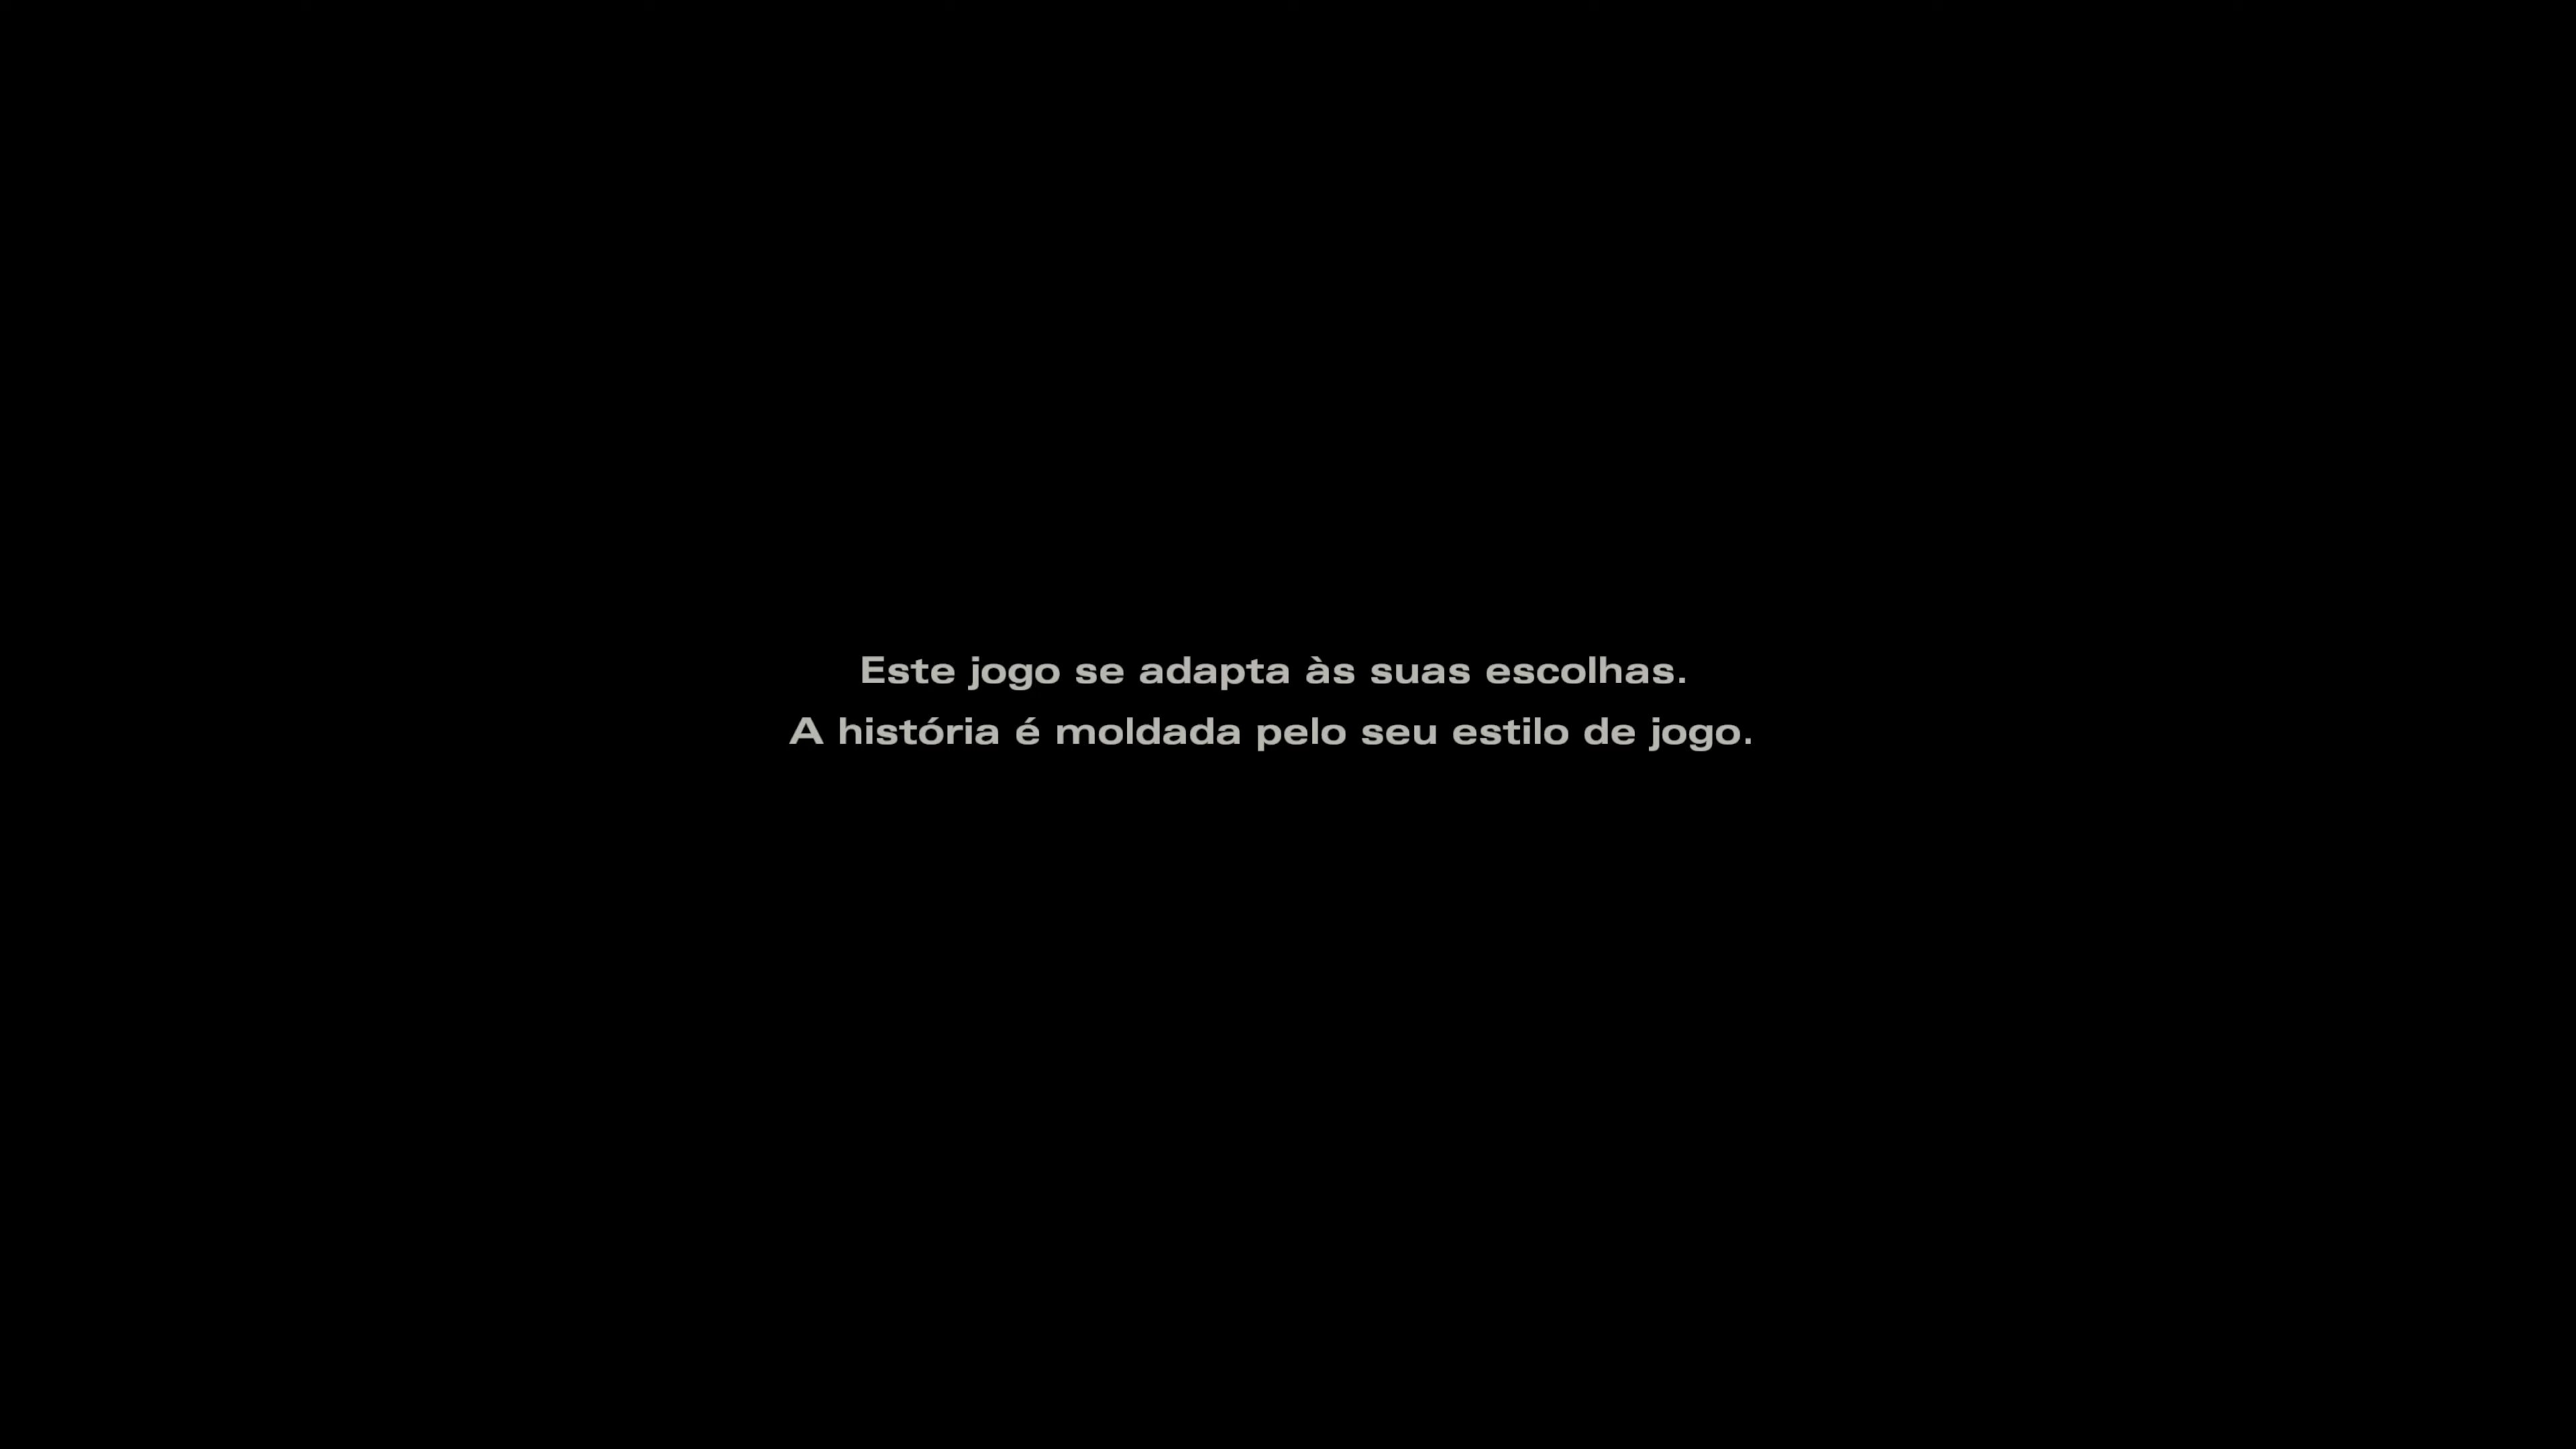 Este jogo se adapta às suas escolhas.
A história é moldada pelo seu estilo de jogo.